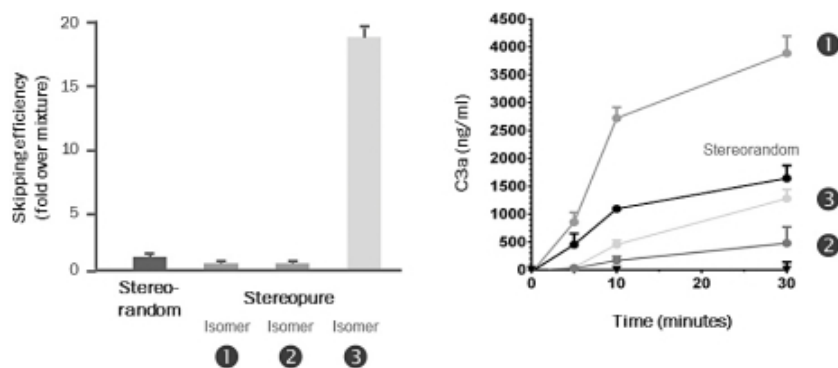 Skipping efficiency
(fold over mixture)
20
15
10
5
0
Stereo-
random
Stereopure
Isomer
Isomer
Isomer
1
2
3
C3a (ng/ml)
4500
4000
3500
3000
2500
2000
1500
1000
500
0
0
10
20
30
Time (minutes)
1
Stereorandom
3
2